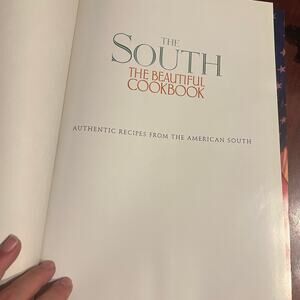 THE
SOUTH
THE BEAUTIFUL
COOKBOOK
AUTHENTIC RECIPES FROM THE AMERICAN SOUTH